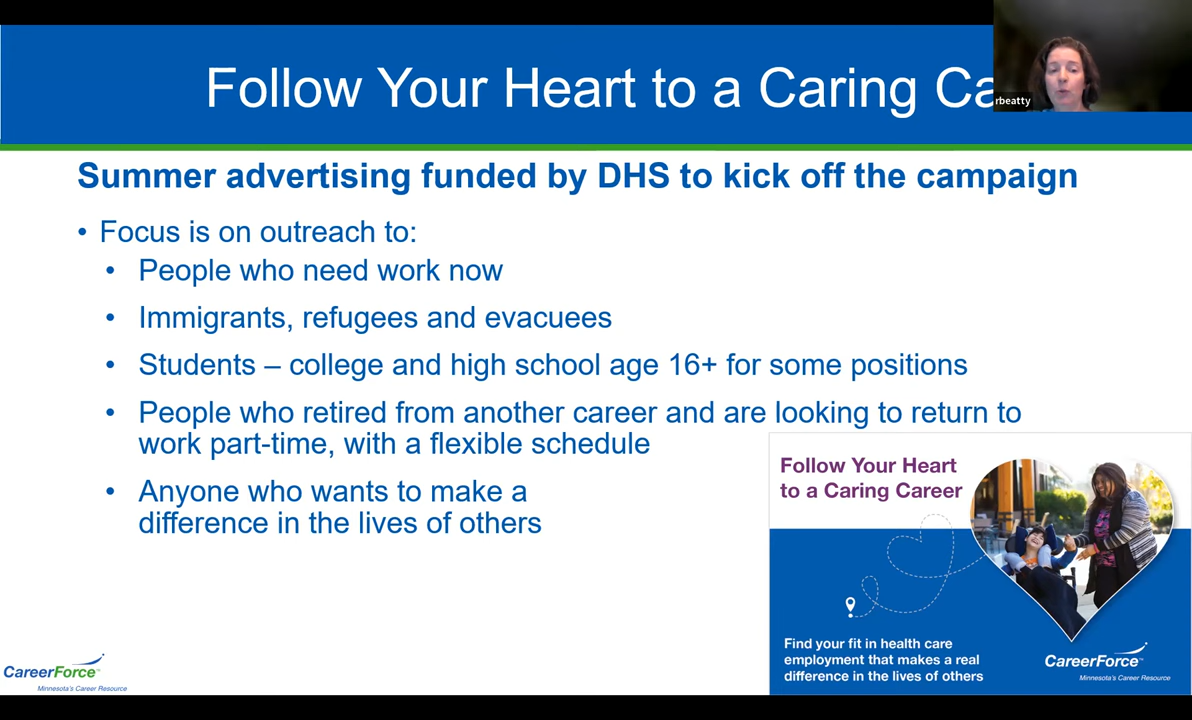 Follow Your Heart to a Caring Ca
rbeatty
Summer advertising funded by DHS to kick off the campaign
• Focus is on outreach to:
• People who need work now
• Immigrants, refugees and evacuees
• Students – college and high school age 16+ for some positions
• People who retired from another career and are looking to return to
work part-time, with a flexible schedule
• Anyone who wants to make a
difference in the lives of others
Follow Your Heart
to a Caring Career
Find your fit in health care
employment that makes a real
difference in the lives of others
CareerForce™
Minnesota's Career Resource
CareerForce™
Minnesota's Career Resource